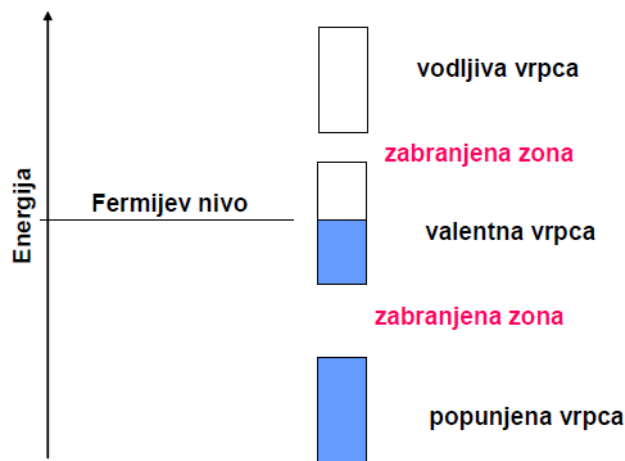 vodljiva vrpca
zabranjena zona
Fermijev nivo
valentna vrpca
Energija
zabranjena zona
popunjena vrpca